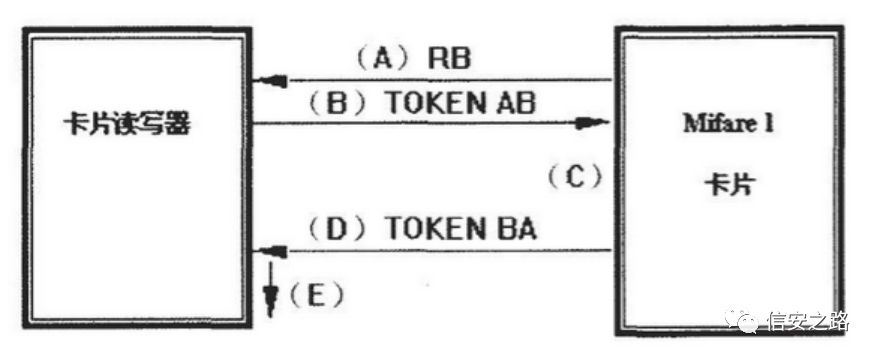 （A）RB
（B）TOKEN AB
卡片读写器
Mifare 1
卡片
（C）
（D）TOKEN BA
（E）
信安之路